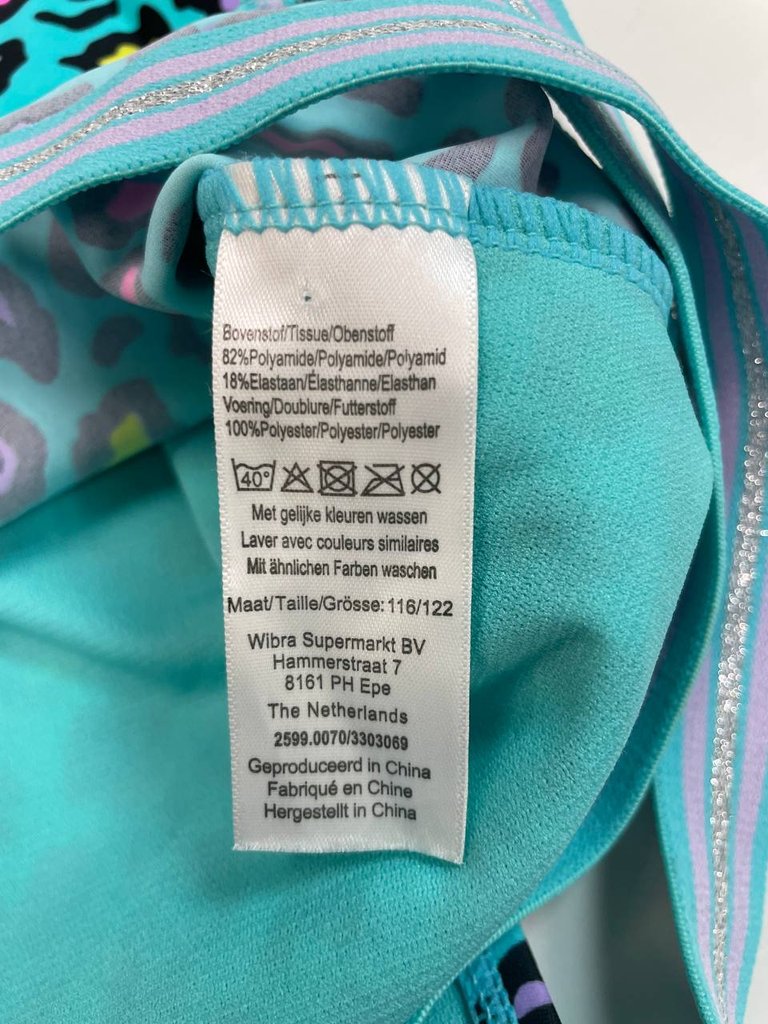 Bovenstof/Tissue/Obenstoff
82%Polyamide/Polyamide/Polyamid
18%Elastaan/Élasthanne/Elasthan
Voering/Doublure/Futterstoff
100%Polyester/Polyester/Polyester
40°
Met gelijke kleuren wassen
Laver avec couleurs similaires
Mit ähnlichen Farben waschen
Maat/Taille/Grösse:116/122
Wibra Supermarkt BV
Hammerstraat 7
8161 PH Epe
The Netherlands
2599.0070/3303069
Geproduceerd in China
Fabriqué en Chine
Hergestellt in China